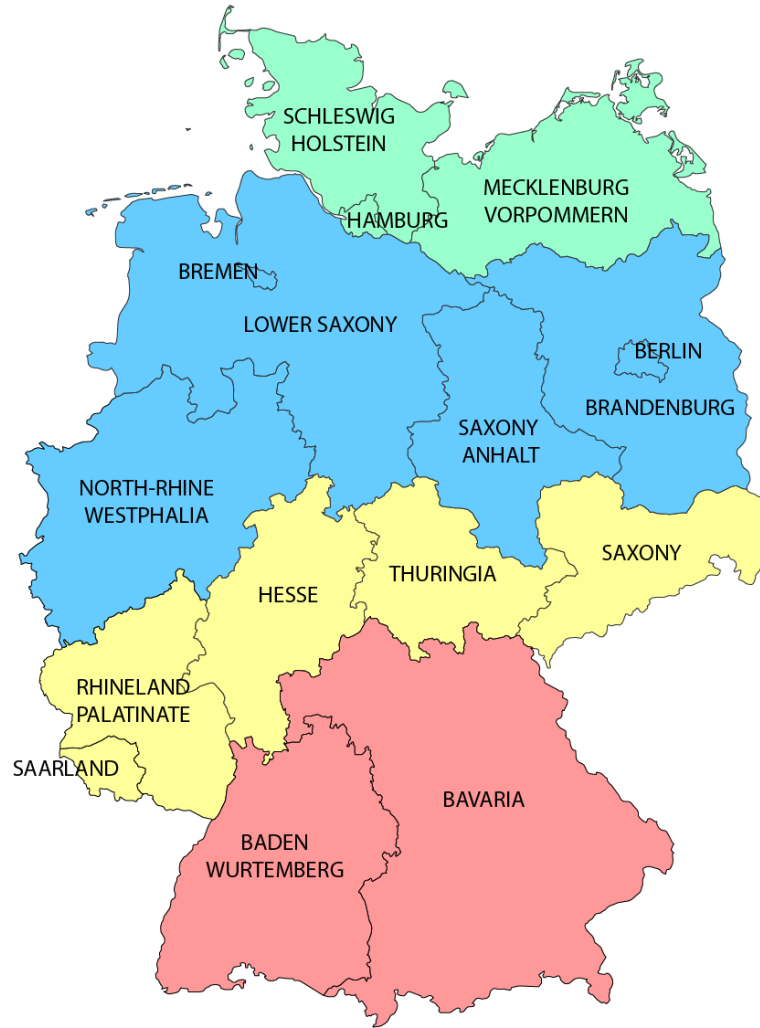 SCHLESWIG
HOLSTEIN
MECKLENBURG
VORPOMMERN
HAMBURG
BREMEN
LOWER SAXONY
BERLIN
BRANDENBURG
SAXONY
ANHALT
NORTH-RHINE
WESTPHALIA
SAXONY
THURINGIA
HESSE
RHINELAND
PALATINATE
SAARLAND
BAVARIA
BADEN
WURTEMBERG